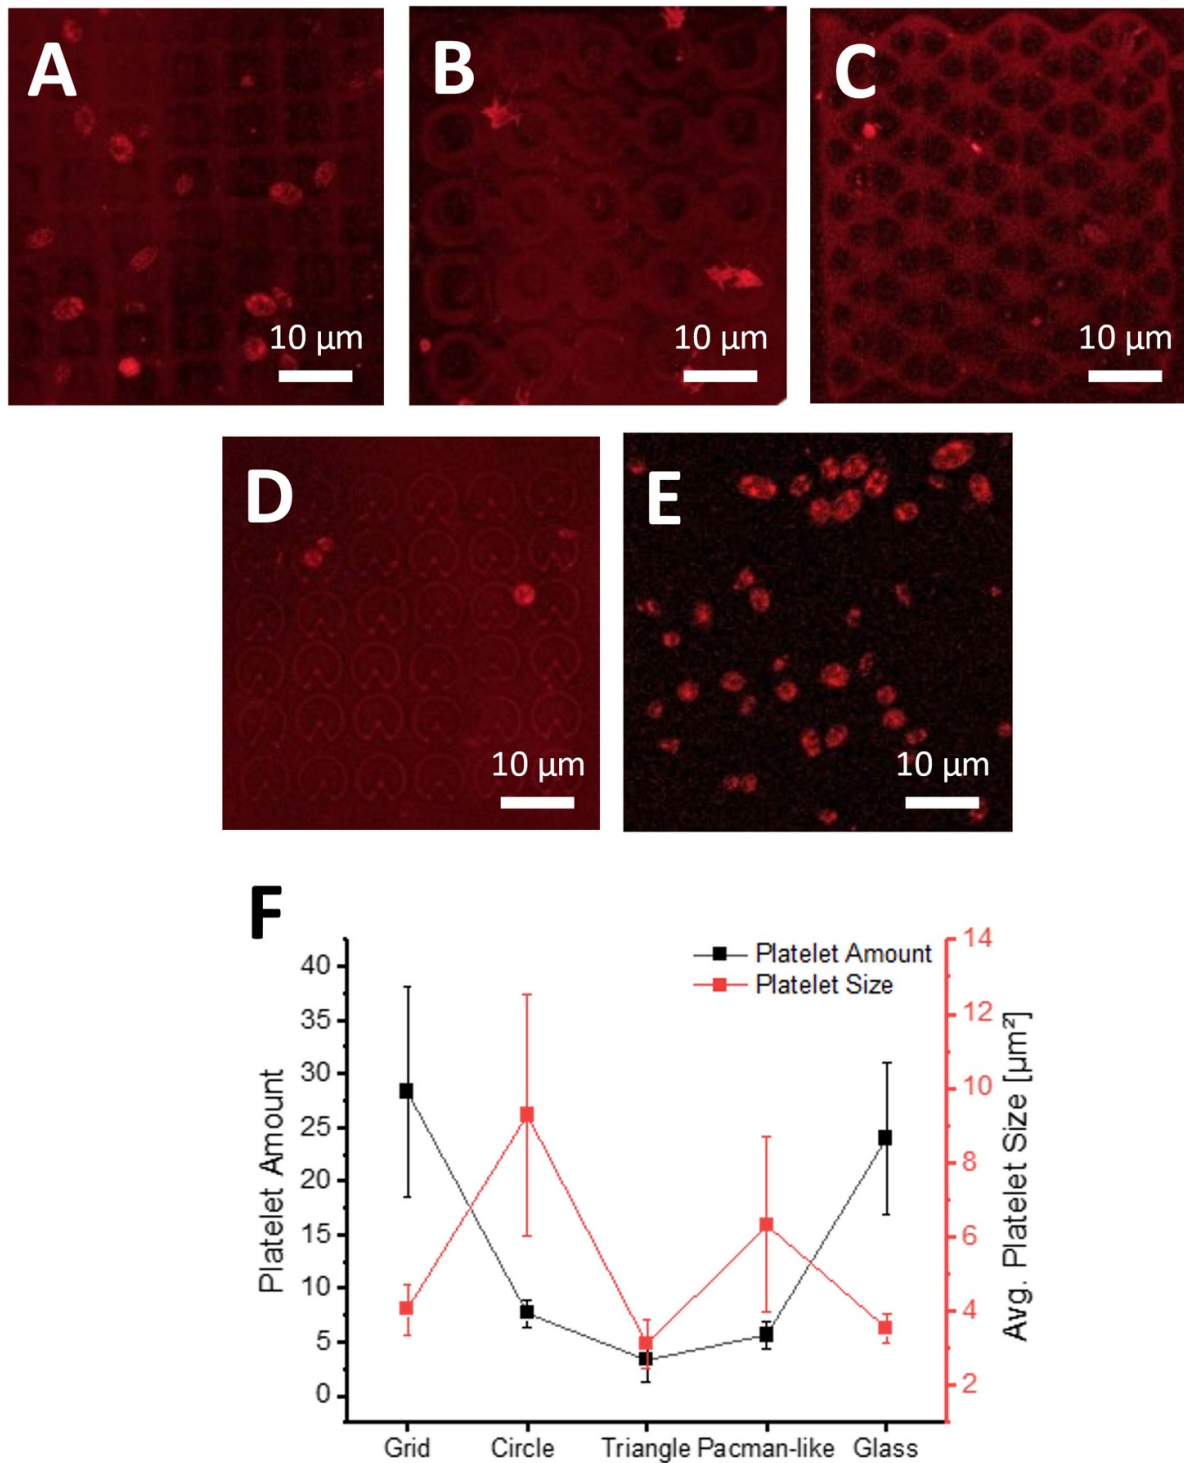 A
B
C
10 µm
10 µm
10 µm
D
E
10 µm
10 µm
F
Platelet Amount
Platelet Size
40
35
30
25
20
15
10
5
0
Platelet Amount
14
12
10
8
6
4
2
Avg. Platelet Size [µm²]
Grid Circle Triangle Pacman-like Glass